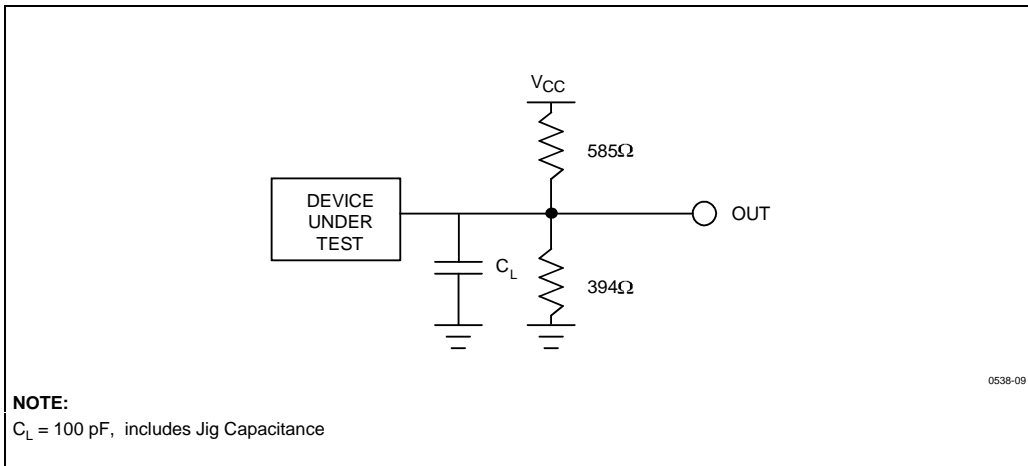 VCC
585Ω
DEVICE
UNDER
TEST
OUT
CL
394Ω
0538-09
NOTE:
CL = 100 pF, includes Jig Capacitance